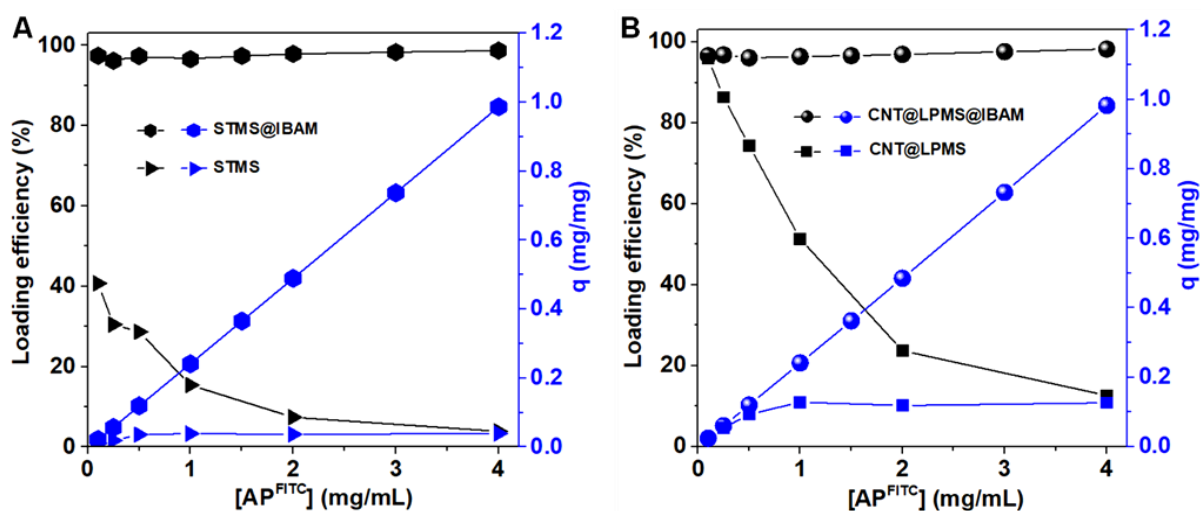 A
Loading efficiency (%)
100
80
60
40
20
0
STMS@IBAM
STMS
1.2
1.0
0.8
0.6
0.4
0.2
0.0
q (mg/mg)
0 1 2 3 4
[AP^FITC] (mg/mL)
B
Loading efficiency (%)
100
80
60
40
20
0
CNT@LPMS@IBAM
CNT@LPMS
1.2
1.0
0.8
0.6
0.4
0.2
0.0
q (mg/mg)
0 1 2 3 4
[AP^FITC] (mg/mL)